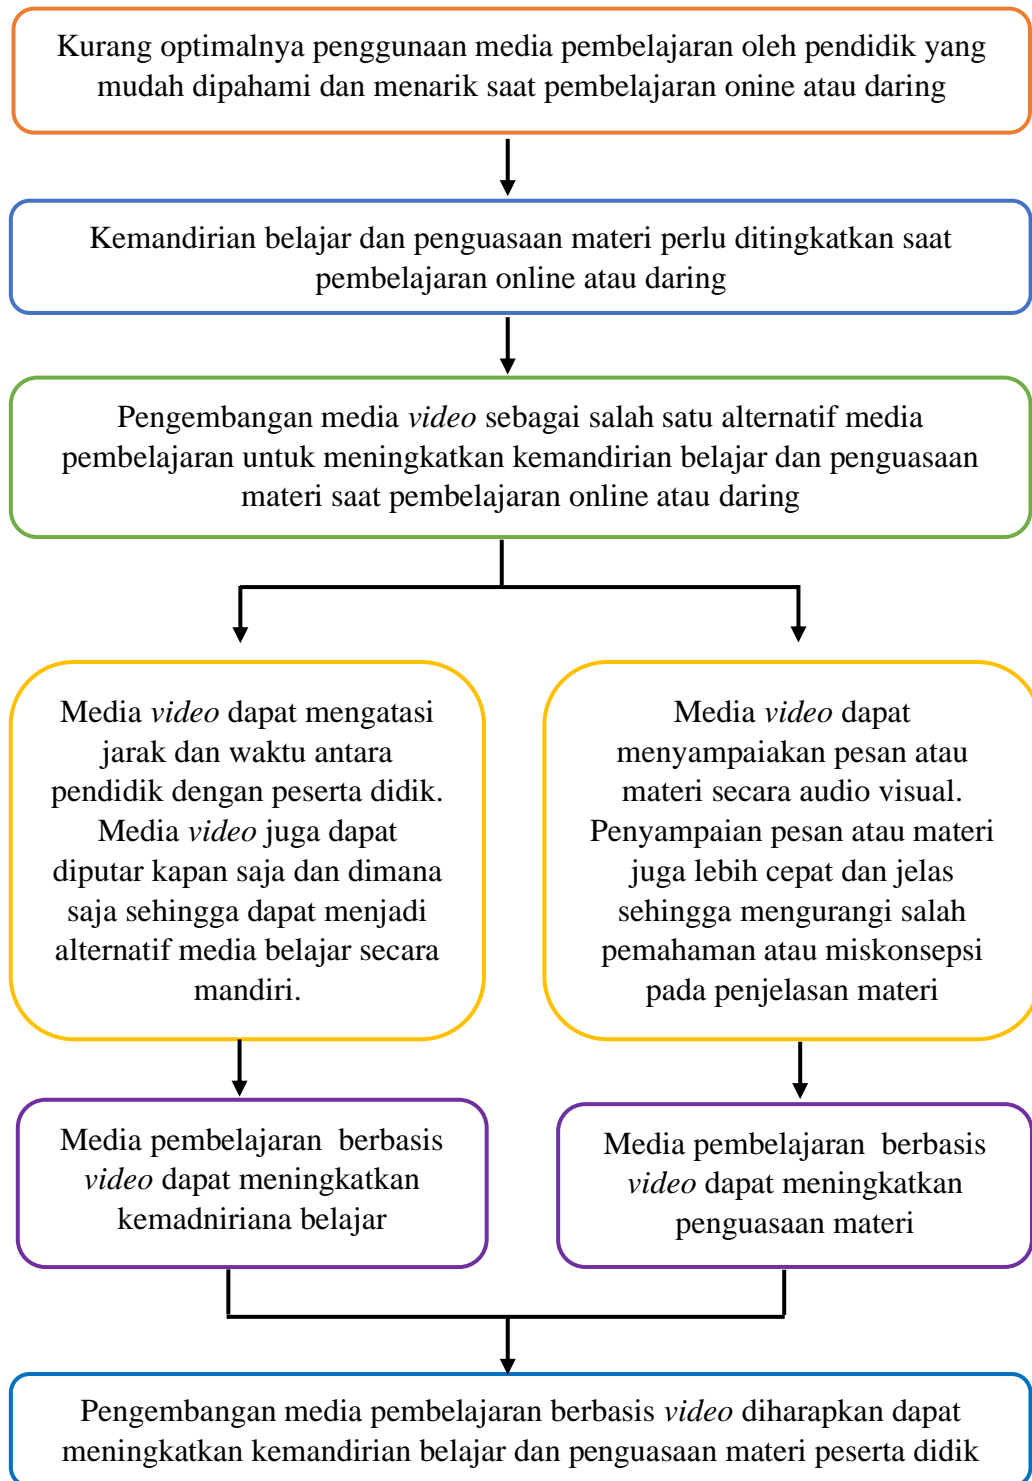 Kurang optimalnya penggunaan media pembelajaran oleh pendidik yang
mudah dipahami dan menarik saat pembelajaran onine atau daring
Kemandirian belajar dan penguasaan materi perlu ditingkatkan saat
pembelajaran online atau daring
Pengembangan media video sebagai salah satu alternatif media
pembelajaran untuk meningkatkan kemandirian belajar dan penguasaan
materi saat pembelajaran online atau daring
Media video dapat mengatasi
jarak dan waktu antara
pendidik dengan peserta didik.
Media video juga dapat
diputar kapan saja dan dimana
saja sehingga dapat menjadi
alternatif media belajar secara
mandiri.
Media video dapat
menyampaiakan pesan atau
materi secara audio visual.
Penyampaian pesan atau materi
juga lebih cepat dan jelas
sehingga mengurangi salah
pemahaman atau miskonsepsi
pada penjelasan materi
Media pembelajaran  berbasis
video dapat meningkatkan
kemadniriana belajar
Media pembelajaran  berbasis
video dapat meningkatkan
penguasaan materi
Pengembangan media pembelajaran berbasis video diharapkan dapat
meningkatkan kemandirian belajar dan penguasaan materi peserta didik